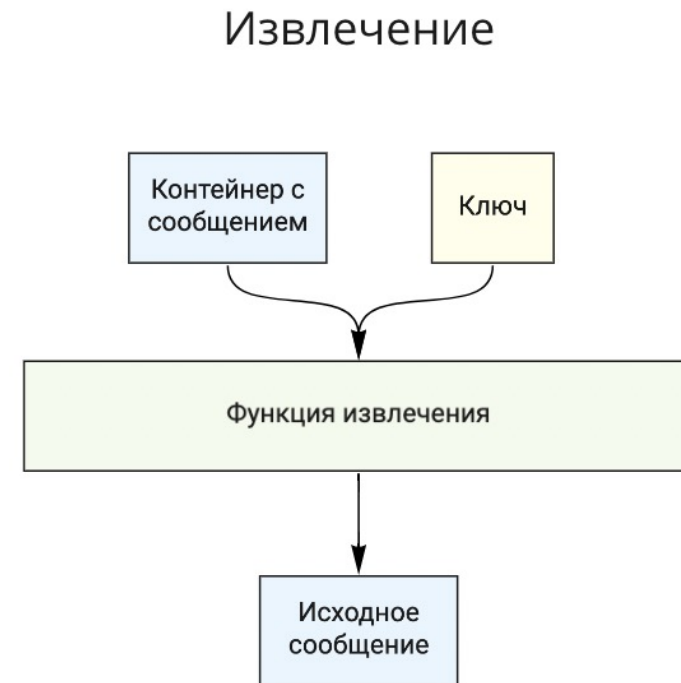 Извлечение
Контейнер с
сообщением
Ключ
Функция извлечения
Исходное
сообщение